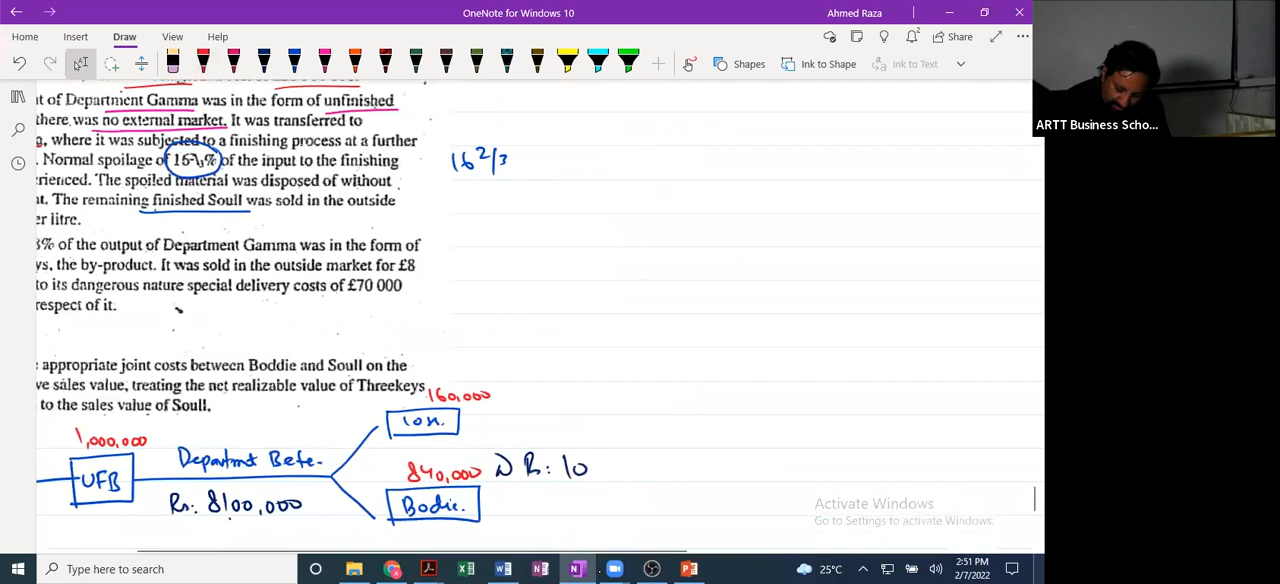 OneNote for Windows 10
Ahmed Raza
Home Insert Draw View Help
Share
Shapes Ink to Shape Ink to Text
ARTT Business Scho...
t of Department Gamma was in the form of unfinished
there was no external market. It was transferred to
, where it was subjected to a finishing process at a further
. Normal spoilage of of the input to the finishing
rienced. The spoiled material was disposed of without
t. The remaining finished Soull was sold in the outside
er litre.
16 2/3
3% of the output of Department Gamma was in the form of
ys, the by-product. It was sold in the outside market for £8
to its dangerous nature special delivery costs of £70 000
respect of it.
appropriate joint costs between Boddie and Soull on the
ve sales value, treating the net realizable value of Threekeys
to the sales value of Soull,
160,000
1,000,000
UFB
Rs: 8100,000
840,000
Bodie.
Activate Windows
Go to Settings to activate Windows.
Type here to search
25°C
2:51 PM
2/7/2022